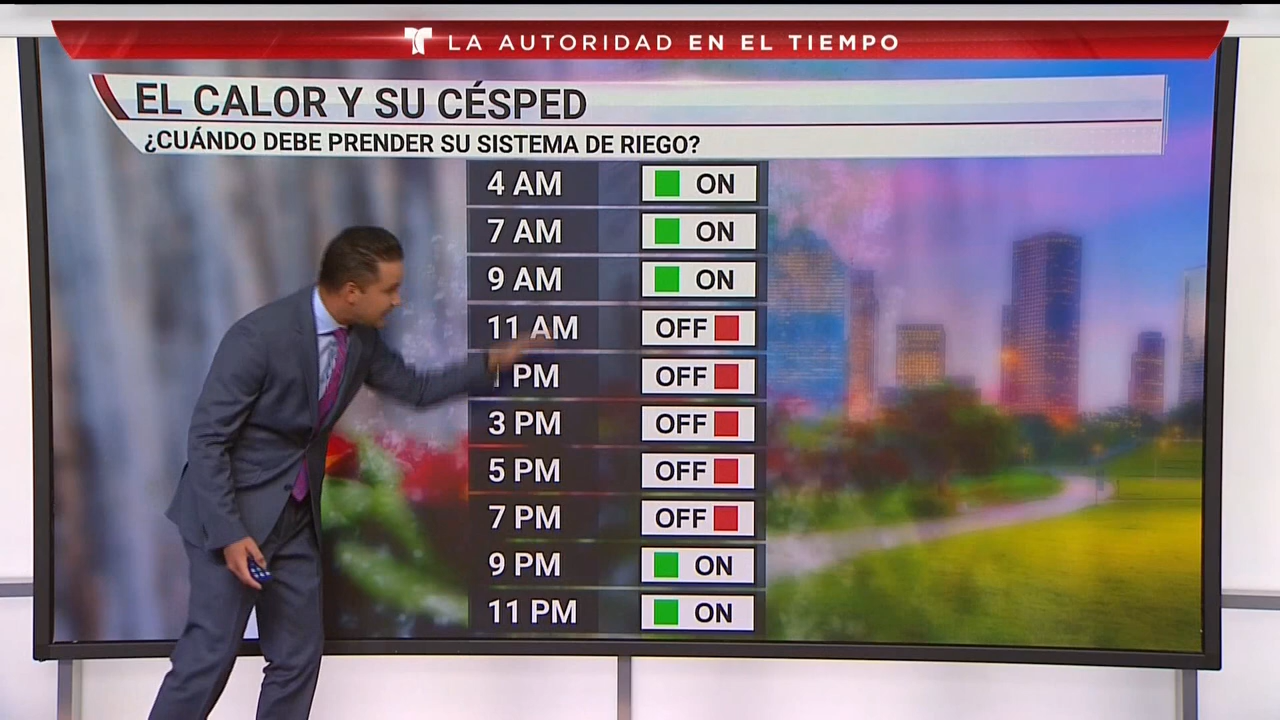 LA AUTORIDAD EN EL TIEMPO
EL CALOR Y SU CÉSPED
¿CUÁNDO DEBE PRENDER SU SISTEMA DE RIEGO?
4 AM ON
7 AM ON
9 AM ON
11 AM OFF
1 PM OFF
3 PM OFF
5 PM OFF
7 PM OFF
9 PM ON
11 PM ON